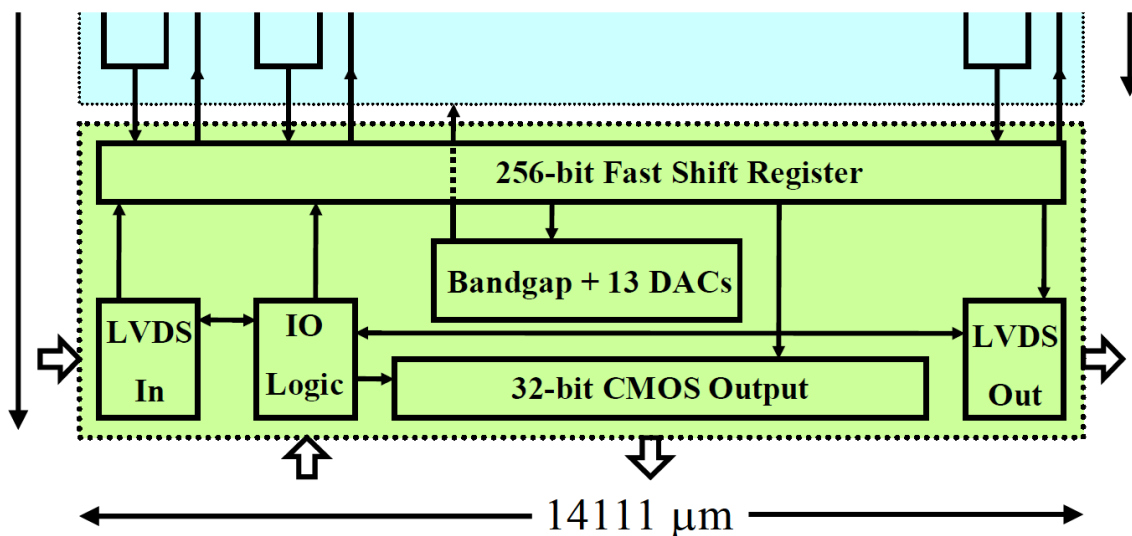 256-bit Fast Shift Register
Bandgap + 13 DACs
LVDS
In
IO
Logic
32-bit CMOS Output
LVDS
Out
14111 μm